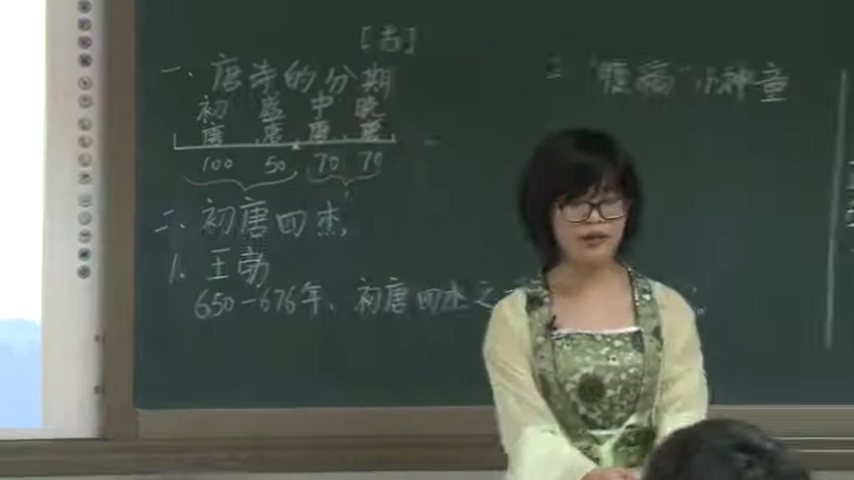 [古]
一、唐诗的分期
初唐 盛唐 中唐 晚唐
100 50 70 70
二、初唐四杰
1、王勃
650-676年、初唐四杰之
小神童